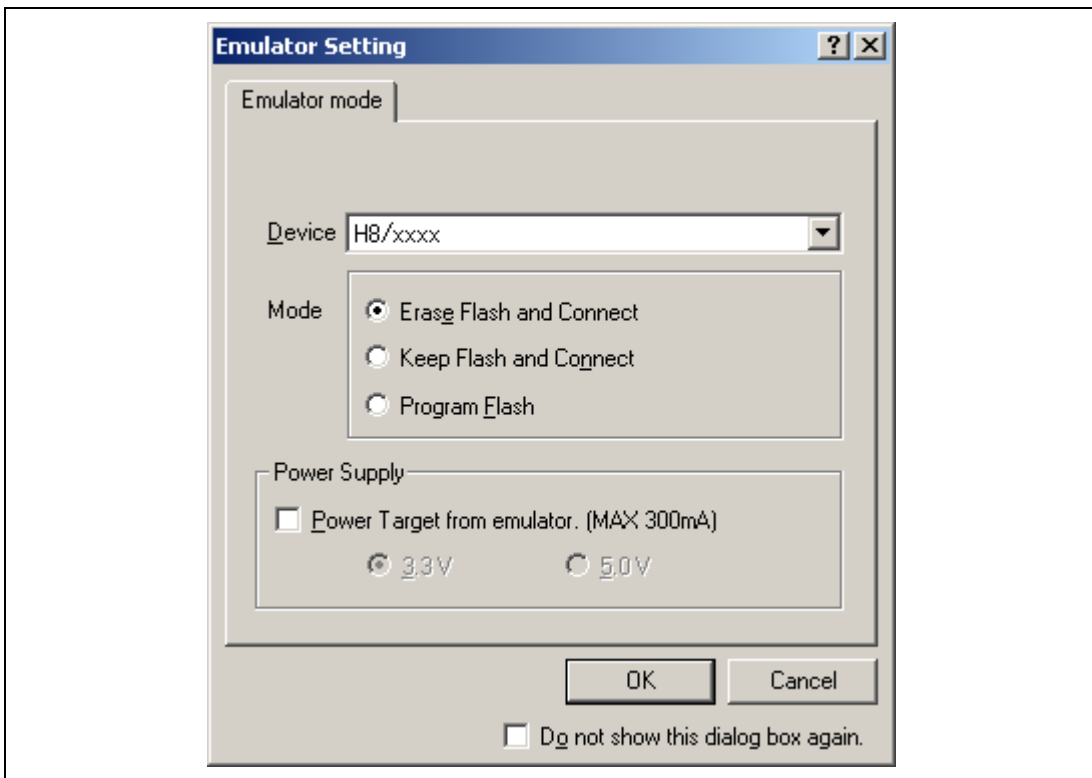 Emulator Setting
Emulator mode
Device H8/xxxx
Mode
Erase Flash and Connect
Keep Flash and Connect
Program Flash
Power Supply
Power Target from emulator. (MAX 300mA)
3.3V 5.0V
OK Cancel
Do not show this dialog box again.